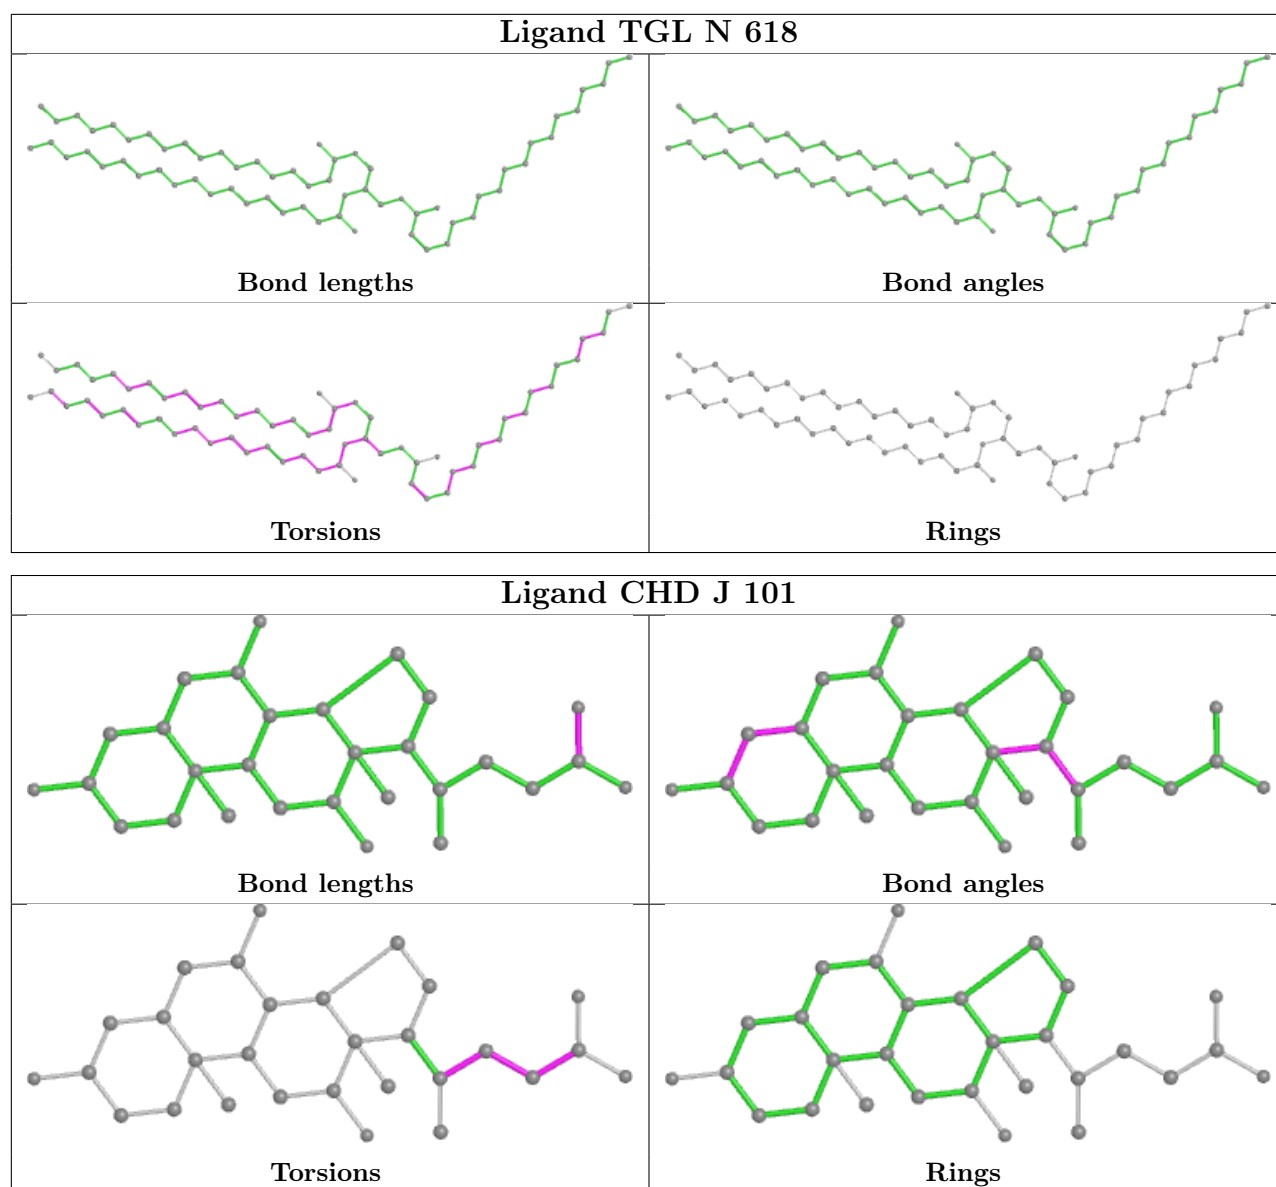 Ligand TGL N 618
Bond lengths
Bond angles
Torsions
Rings
Ligand CHD J 101
Bond lengths
Bond angles
Torsions
Rings